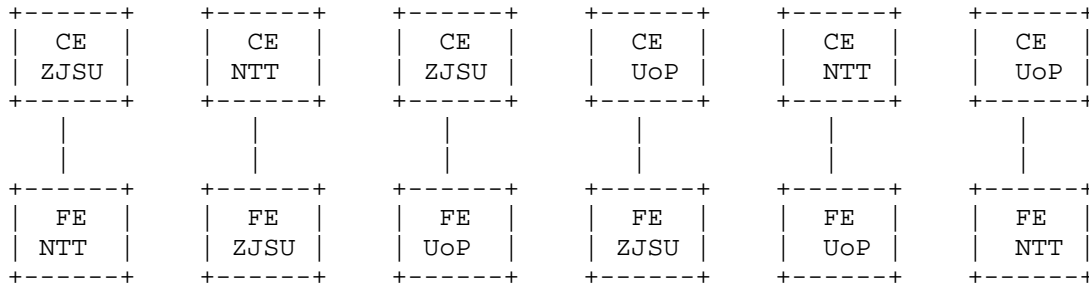 +------+ +------+ +------+ +------+ +------+ +------+
| CE | | CE | | CE | | CE | | CE | | CE |
| ZJSU | | NTT | | ZJSU | | UoP | | NTT | | UoP |
+------+ +------+ +------+ +------+ +------+ +------+
| | | | | |
| | | | | |
+------+ +------+ +------+ +------+ +------+ +------+
| FE | | FE | | FE | | FE | | FE | | FE |
| NTT | | ZJSU | | UoP | | ZJSU | | UoP | | NTT |
+------+ +------+ +------+ +------+ +------+ +------+